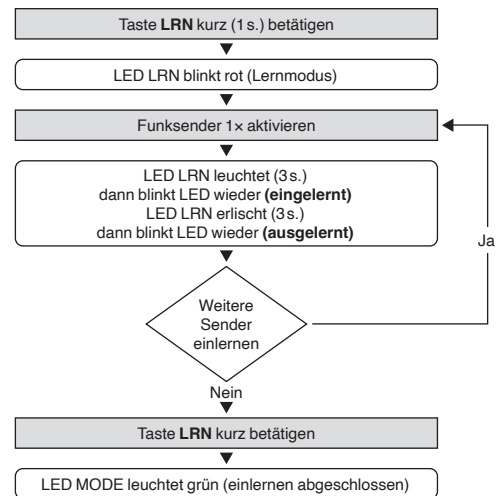 Taste LRN kurz (1 s.) betätigen
LED LRN blinkt rot (Lernmodus)
Funksender 1× aktivieren
LED LRN leuchtet (3 s.)
dann blinkt LED wieder (eingelernt)
LED LRN erlischt (3 s.)
dann blinkt LED wieder (ausgelernt)
Ja
Weitere
Sender
einlernen
Nein
Taste LRN kurz betätigen
LED MODE leuchtet grün (einlernen abgeschlossen)